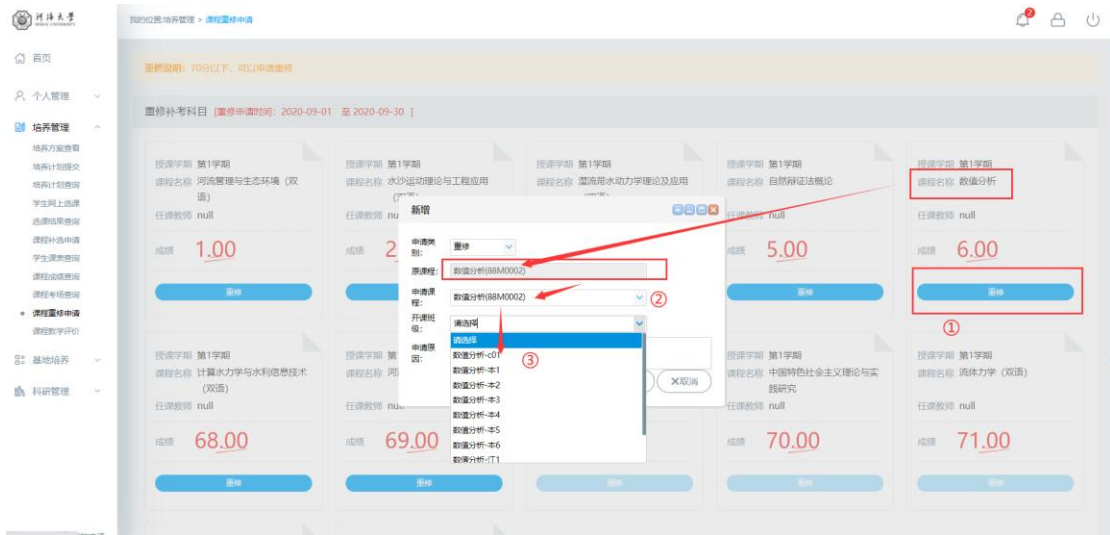 河海大学
HOHAI UNIVERSITY
我的位置:培养管理 > 课程重修申请
2
首页
个人管理
培养管理
培养方案查看
培养计划提交
培养计划查询
学生网上选课
选课结果查询
课程补选申请
学生课表查询
课程成绩查询
课程考场查询
课程重修申请
课程教学评价
基地培养
科研管理
重修说明：70分以下，可以申请重修
重修补考科目 [重修申请时间：2020-09-01 至 2020-09-30 ]
授课学期 第1学期
课程名称 河流管理与生态环境（双语）
任课教师 null
成绩 1.00
重修
授课学期 第1学期
课程名称 水沙运动理论与工程应用
任课教师 nu
成绩 2
授课学期 第1学期
课程名称 潜流带水动力学理论及应用
授课学期 第1学期
课程名称 自然辩证法概论
任课教师 null
成绩 5.00
重修
授课学期 第1学期
课程名称 数值分析
任课教师 null
成绩 6.00
重修
①
新增
申请类别: 重修
原课程: 数值分析(88M0002)
申请课程: 数值分析(88M0002)
②
开课班级: 请选择
申请原因:
请选择
数值分析-c01
③
数值分析-本1
数值分析-本2
数值分析-本3
数值分析-本4
数值分析-本5
数值分析-本6
数值分析-江1
取消
授课学期 第1学期
课程名称 计算水力学与水利信息技术（双语）
任课教师 null
成绩 68.00
重修
授课学期 第
课程名称 河
任课教师 nu
成绩 69.00
重修
重修
授课学期 第1学期
课程名称 中国特色社会主义理论与实践研究
任课教师 null
成绩 70.00
重修
授课学期 第1学期
课程名称 流体力学（双语）
任课教师 null
成绩 71.00
重修